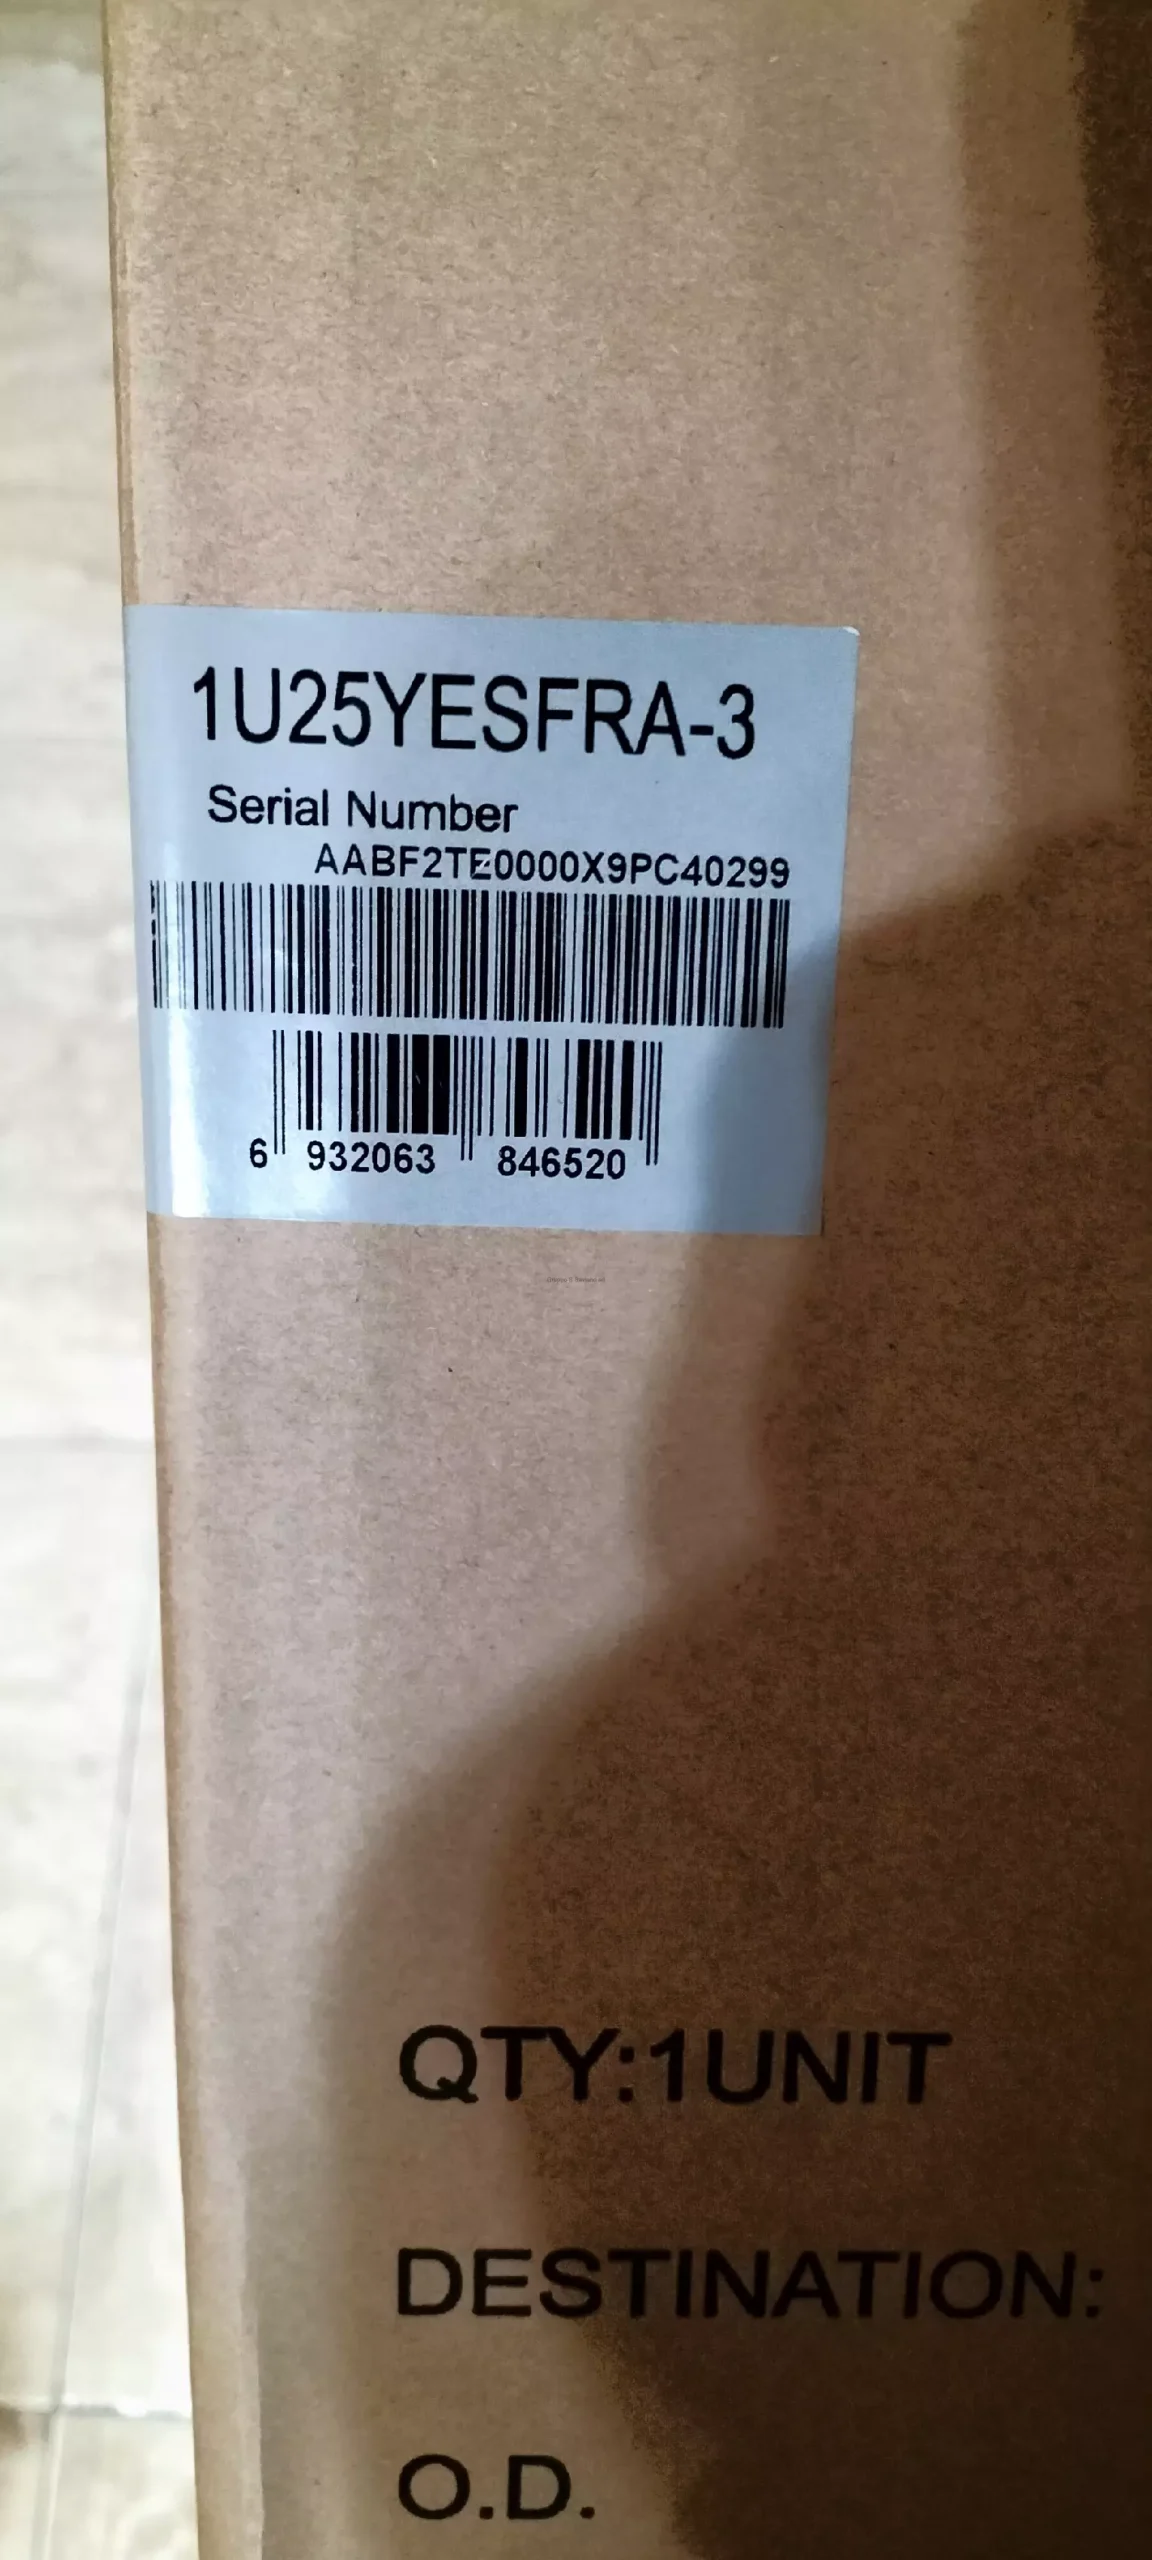 1U25YESFRA-3
Serial Number
AABF2TE0000X9PC40299
6 932063 846520
QTY:1UNIT
DESTINATION:
O.D.